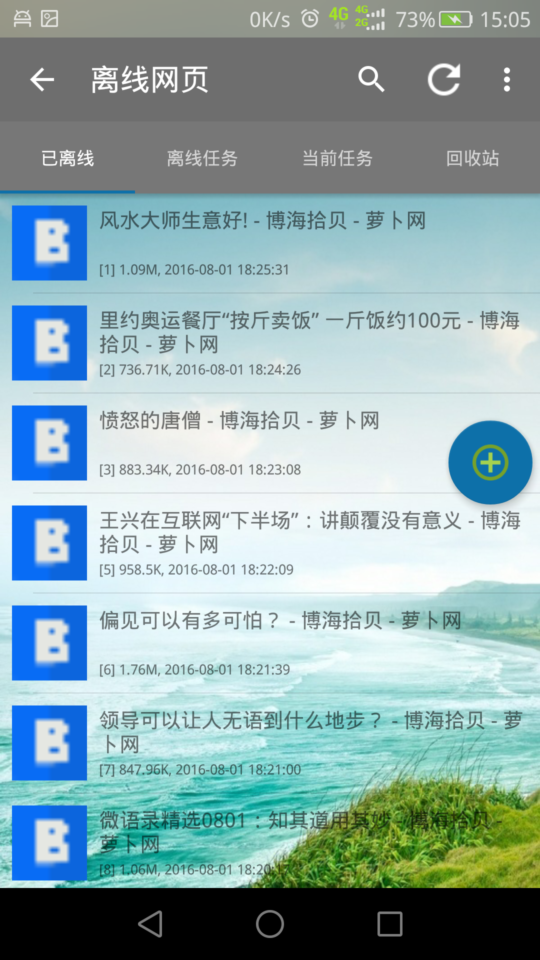 0K/s 4G 4G 2G 73% 15:05
离线网页
已离线 离线任务 当前任务 回收站
风水大师生意好! - 博海拾贝 - 萝卜网
[1] 1.09M, 2016-08-01 18:25:31
里约奥运餐厅“按斤卖饭” 一斤饭约100元 - 博海
拾贝 - 萝卜网
[2] 736.71K, 2016-08-01 18:24:26
愤怒的唐僧 - 博海拾贝 - 萝卜网
[3] 883.34K, 2016-08-01 18:23:08
王兴在互联网“下半场”：讲颠覆没有意义 - 博海
拾贝 - 萝卜网
[5] 958.5K, 2016-08-01 18:22:09
偏见可以有多可怕？ - 博海拾贝 - 萝卜网
[6] 1.76M, 2016-08-01 18:21:39
领导可以让人无语到什么地步？ - 博海拾贝 - 萝
卜网
[7] 847.96K, 2016-08-01 18:21:00
微语录精选0801：知其道用其妙 - 博海拾贝 -
萝卜网
[8] 1.06M, 2016-08-01